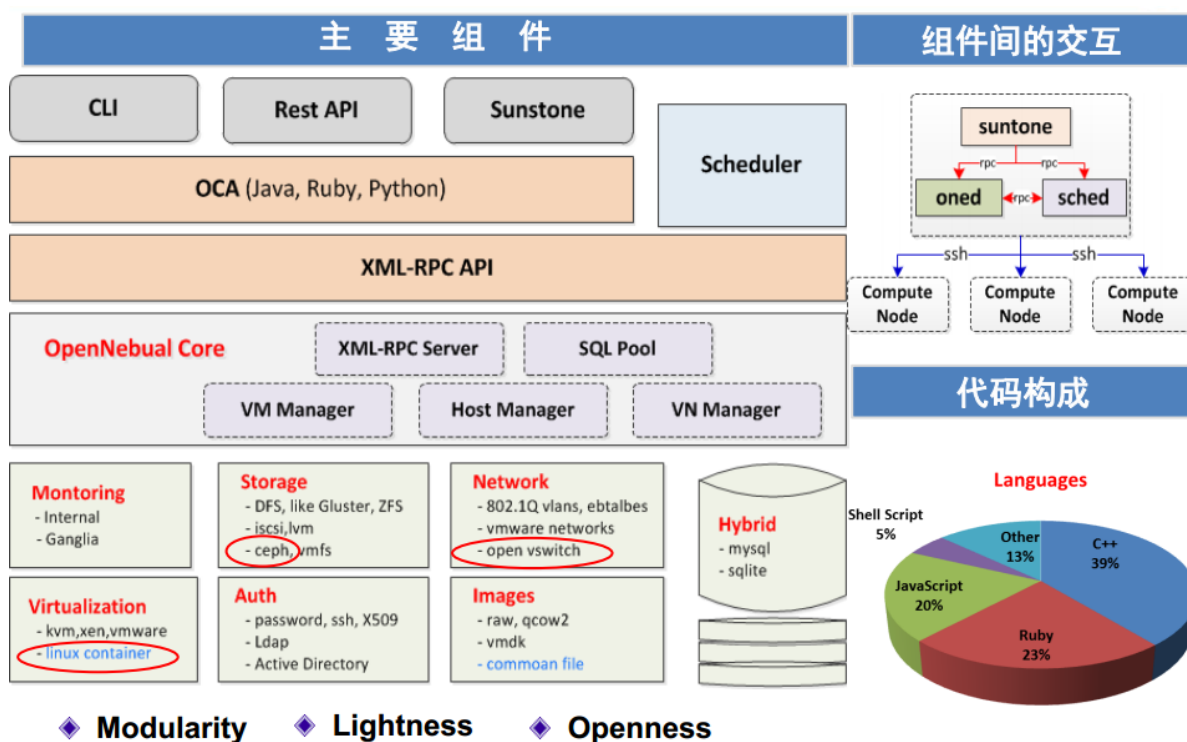 主 要 组 件
CLI
Rest API
Sunstone
Scheduler
OCA (Java, Ruby, Python)
XML-RPC API
OpenNebual Core
XML-RPC Server
SQL Pool
VM Manager
Host Manager
VN Manager
Montoring
- Internal
- Ganglia
Storage
- DFS, like Gluster, ZFS
- iscsi,lvm
- ceph, vmfs
Network
- 802.1Q vlans, ebtalbes
- vmware networks
- open vswitch
Hybrid
- mysql
- sqlite
Virtualization
- kvm,xen,vmware
- linux container
Auth
- password, ssh, X509
- Ldap
- Active Directory
Images
- raw, qcow2
- vmdk
- commoan file
组件间的交互
suntone
rpc
rpc
oned
rpc
sched
ssh
ssh
Compute
Node
Compute
Node
Compute
Node
代码构成
Languages
Shell Script
5%
Other
13%
C++
39%
JavaScript
20%
Ruby
23%
Modularity
Lightness
Openness